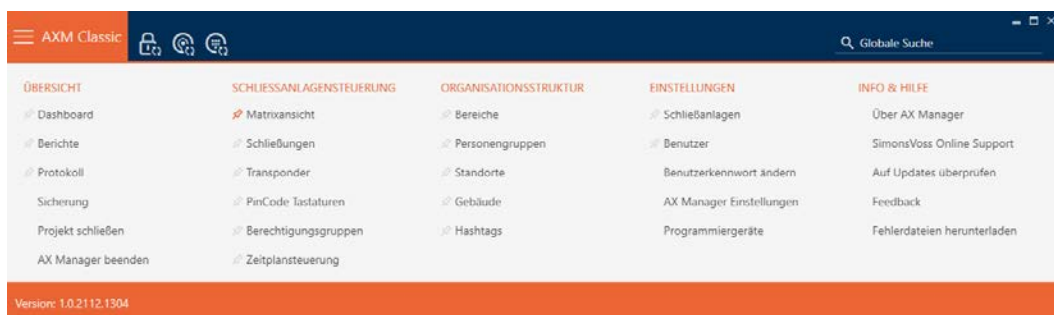 AXM Classic
Globale Suche
ÜBERSICHT
Dashboard
Berichte
Protokoll
Sicherung
Projekt schließen
AX Manager beenden
SCHLIESSANLAGENSTEUERUNG
Matrixansicht
Schließungen
Transponder
PinCode Tastaturen
Berechtigungsgruppen
Zeitplansteuerung
ORGANISATIONSSTRUKTUR
Bereiche
Personengruppen
Standorte
Gebäude
Hashtags
EINSTELLUNGEN
Schließanlagen
Benutzer
Benutzerkennwort ändern
AX Manager Einstellungen
Programmiergeräte
INFO & HILFE
Über AX Manager
SimonsVoss Online Support
Auf Updates überprüfen
Feedback
Fehlerdateien herunterladen
Version: 1.0.2112.1304